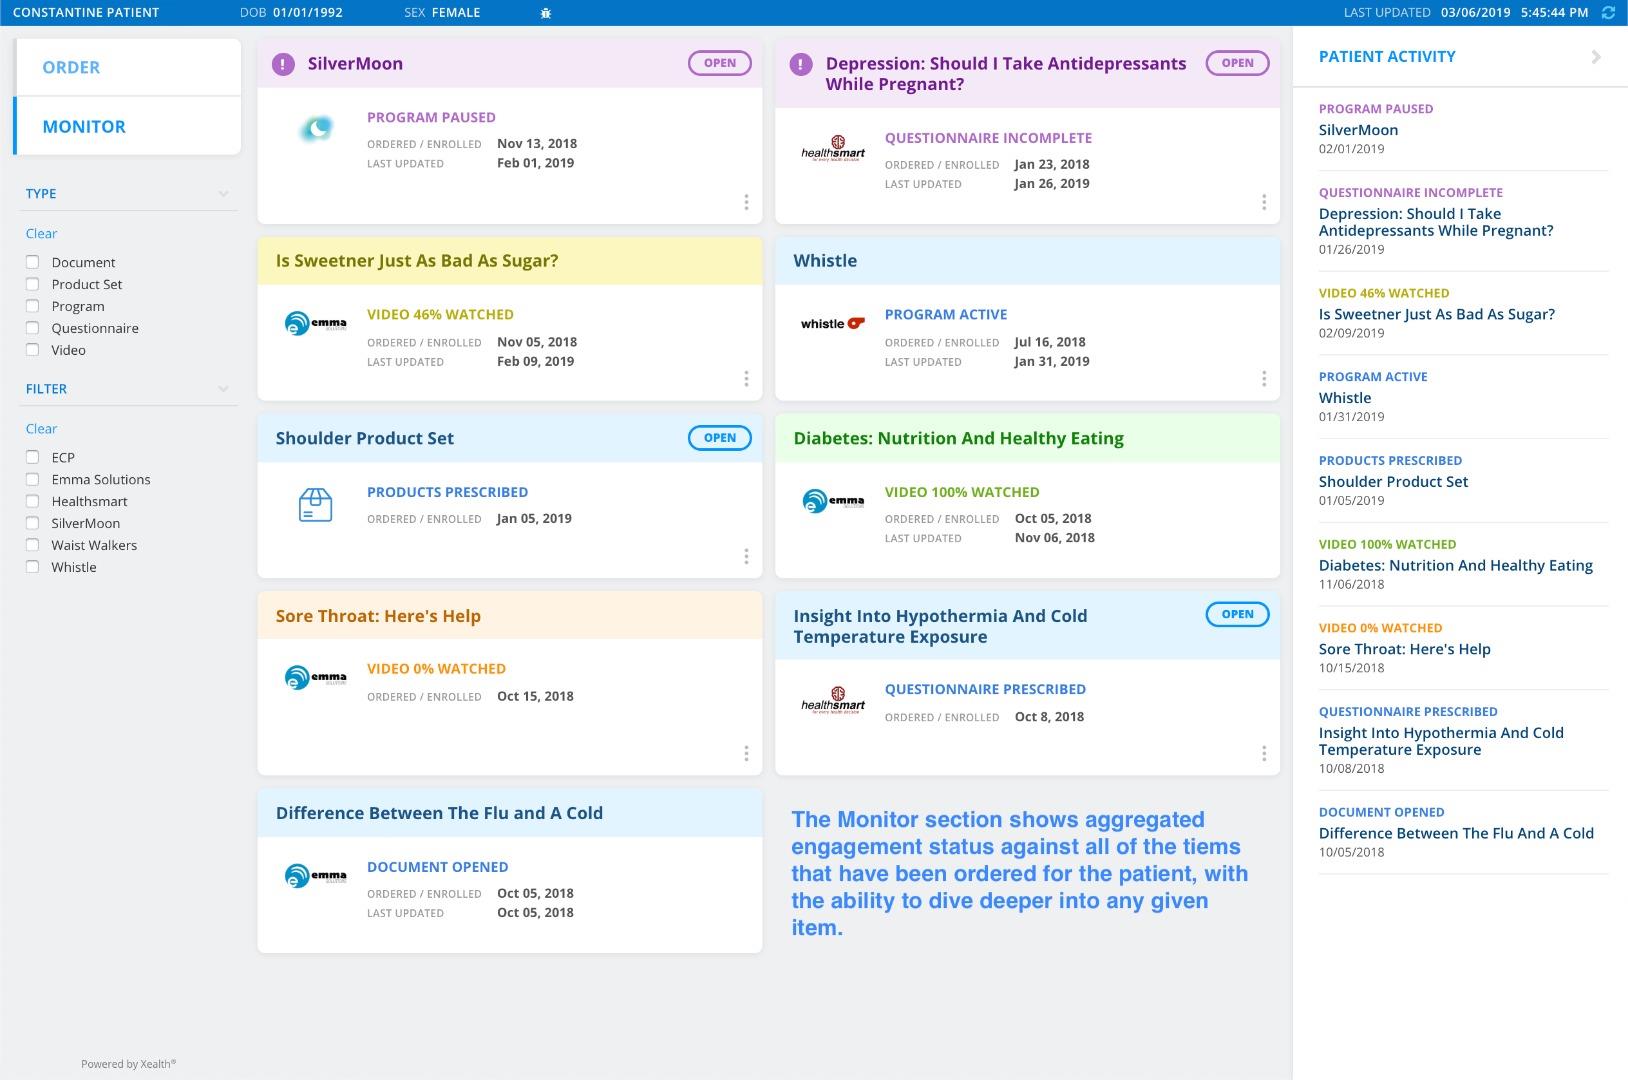 CONSTANTINE PATIENT DOB 01/01/1992 SEX FEMALE LAST UPDATED 03/06/2019 5:45:44 PM
ORDER
MONITOR
TYPE
Clear
Document
Product Set
Program
Questionnaire
Video
FILTER
Clear
ECP
Emma Solutions
Healthsmart
SilverMoon
Waist Walkers
Whistle
Powered by Xealth®
SilverMoon OPEN
PROGRAM PAUSED
ORDERED / ENROLLED Nov 13, 2018
LAST UPDATED Feb 01, 2019
Depression: Should I Take Antidepressants OPEN
While Pregnant?
healthsmart
QUESTIONNAIRE INCOMPLETE
ORDERED / ENROLLED Jan 23, 2018
LAST UPDATED Jan 26, 2019
Is Sweetner Just As Bad As Sugar?
emma
VIDEO 46% WATCHED
ORDERED / ENROLLED Nov 05, 2018
LAST UPDATED Feb 09, 2019
Whistle
whistle
PROGRAM ACTIVE
ORDERED / ENROLLED Jul 16, 2018
LAST UPDATED Jan 31, 2019
Shoulder Product Set OPEN
PRODUCTS PRESCRIBED
ORDERED / ENROLLED Jan 05, 2019
Diabetes: Nutrition And Healthy Eating
emma
VIDEO 100% WATCHED
ORDERED / ENROLLED Oct 05, 2018
LAST UPDATED Nov 06, 2018
Sore Throat: Here's Help
emma
VIDEO 0% WATCHED
ORDERED / ENROLLED Oct 15, 2018
Insight Into Hypothermia And Cold OPEN
Temperature Exposure
healthsmart
QUESTIONNAIRE PRESCRIBED
ORDERED / ENROLLED Oct 8, 2018
Difference Between The Flu and A Cold
emma
DOCUMENT OPENED
ORDERED / ENROLLED Oct 05, 2018
LAST UPDATED Oct 05, 2018
The Monitor section shows aggregated
engagement status against all of the tiems
that have been ordered for the patient, with
the ability to dive deeper into any given
item.
PATIENT ACTIVITY
PROGRAM PAUSED
SilverMoon
02/01/2019
QUESTIONNAIRE INCOMPLETE
Depression: Should I Take
Antidepressants While Pregnant?
01/26/2019
VIDEO 46% WATCHED
Is Sweetner Just As Bad As Sugar?
02/09/2019
PROGRAM ACTIVE
Whistle
01/31/2019
PRODUCTS PRESCRIBED
Shoulder Product Set
01/05/2019
VIDEO 100% WATCHED
Diabetes: Nutrition And Healthy Eating
11/06/2018
VIDEO 0% WATCHED
Sore Throat: Here's Help
10/15/2018
QUESTIONNAIRE PRESCRIBED
Insight Into Hypothermia And Cold
Temperature Exposure
10/08/2018
DOCUMENT OPENED
Difference Between The Flu And A Cold
10/05/2018